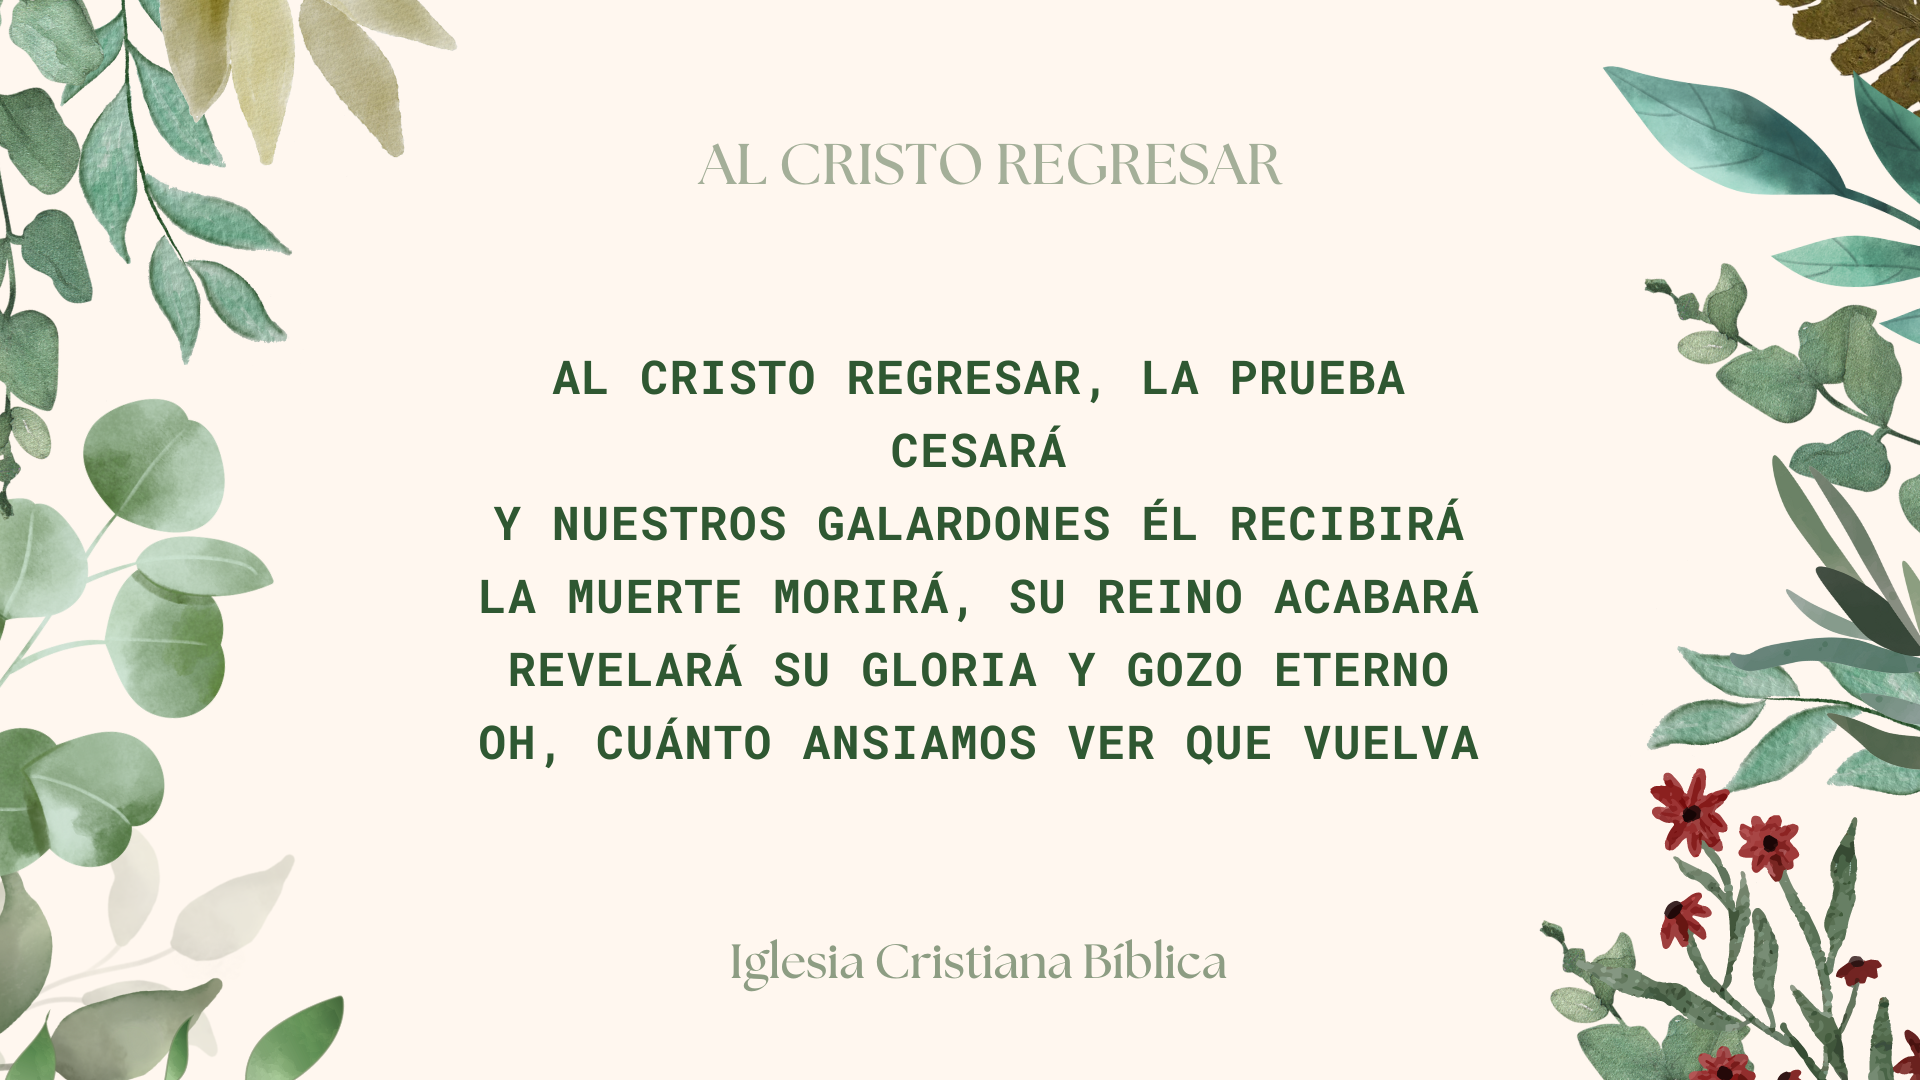 AL CRISTO REGRESAR
AL CRISTO REGRESAR, LA PRUEBA
CESARÁ
Y NUESTROS GALARDONES ÉL RECIBIRÁ
LA MUERTE MORIRÁ, SU REINO ACABARÁ
REVELARÁ SU GLORIA Y GOZO ETERNO
OH, CUÁNTO ANSIAMOS VER QUE VUELVA
Iglesia Cristiana Bíblica